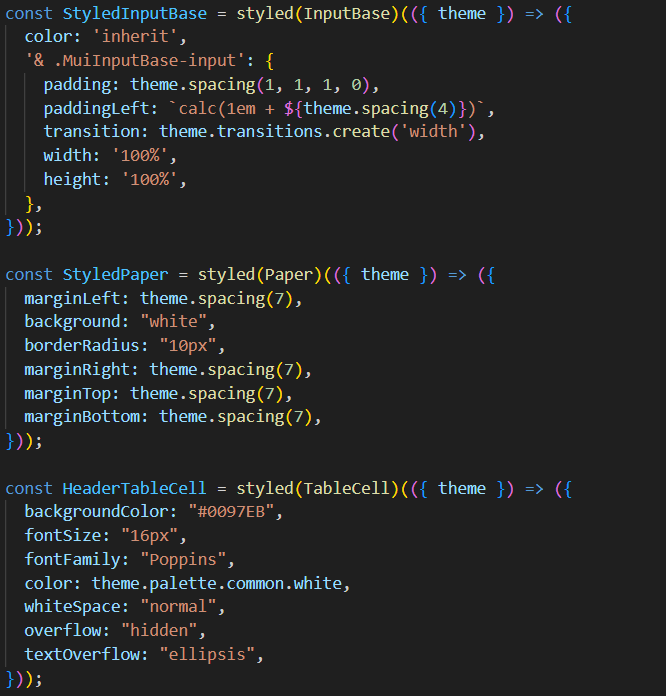 const StyledInputBase = styled(InputBase)(({ theme }) => ({
  color: 'inherit',
  '& .MuiInputBase-input': {
    padding: theme.spacing(1, 1, 1, 0),
    paddingLeft: `calc(1em + ${theme.spacing(4)})`,
    transition: theme.transitions.create('width'),
    width: '100%',
    height: '100%',
  },
}));

const StyledPaper = styled(Paper)(({ theme }) => ({
  marginLeft: theme.spacing(7),
  background: "white",
  borderRadius: "10px",
  marginRight: theme.spacing(7),
  marginTop: theme.spacing(7),
  marginBottom: theme.spacing(7),
}));

const HeaderTableCell = styled(TableCell)(({ theme }) => ({
  backgroundColor: "#0097EB",
  fontSize: "16px",
  fontFamily: "Poppins",
  color: theme.palette.common.white,
  whiteSpace: "normal",
  overflow: "hidden",
  textOverflow: "ellipsis",
}));